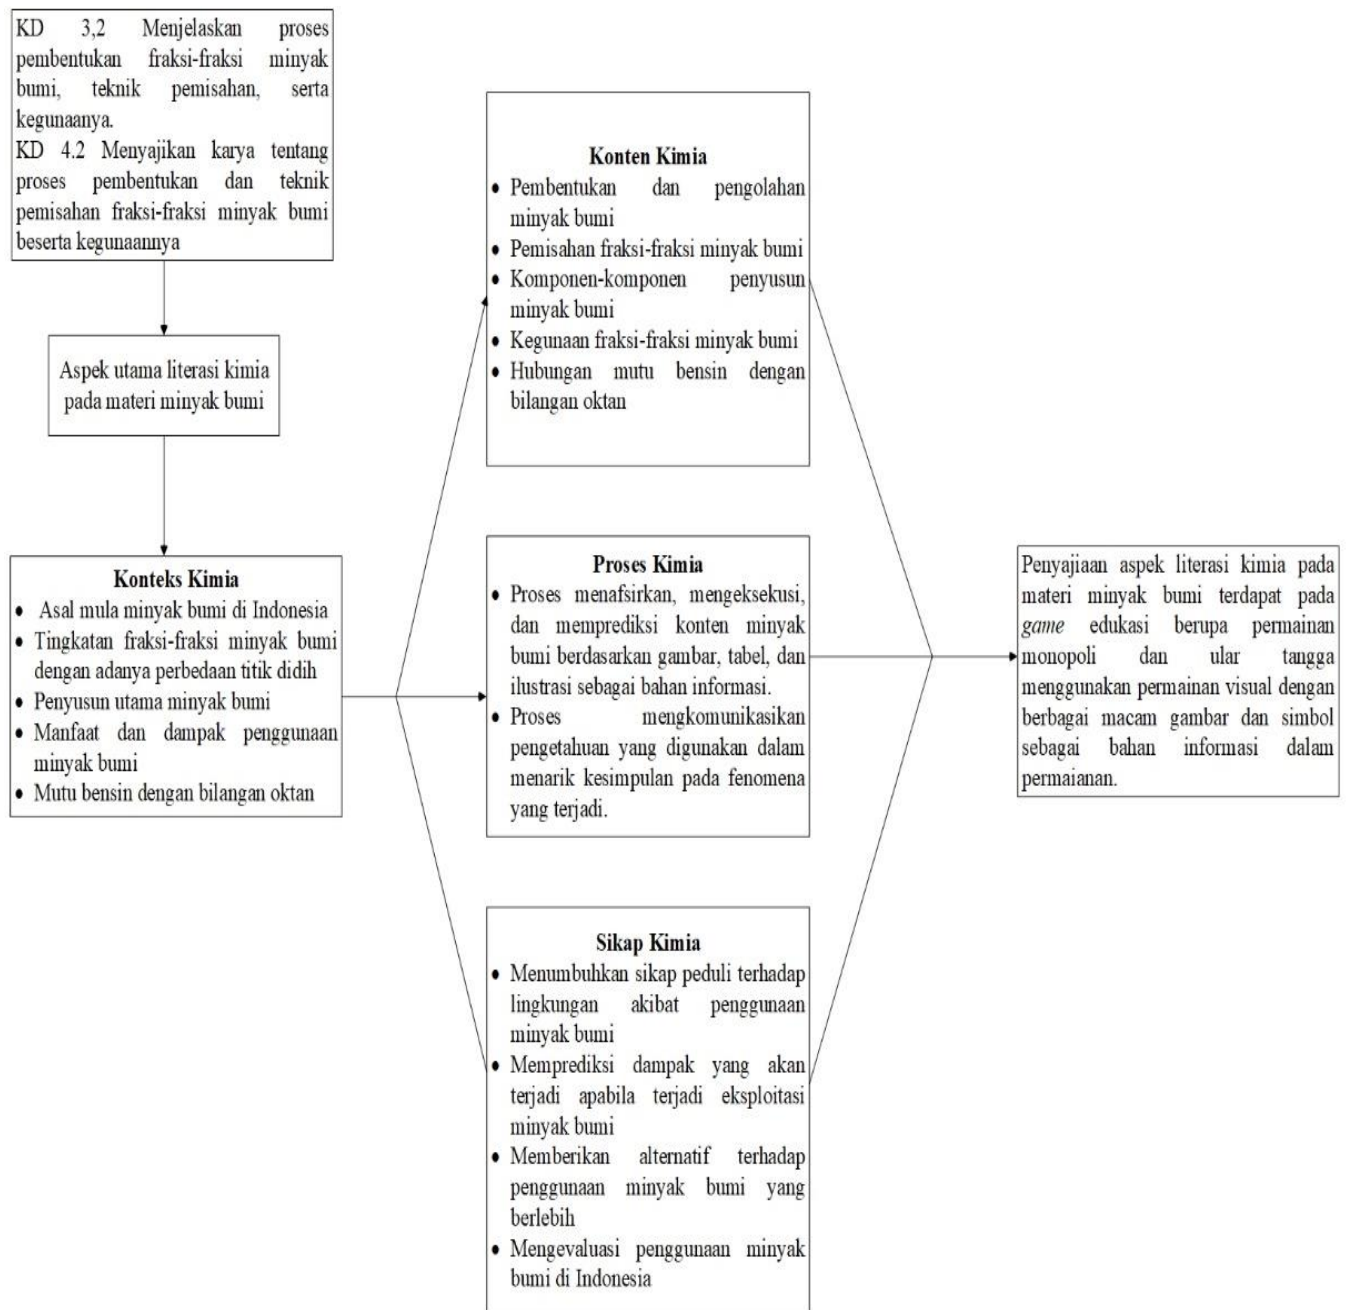 KD 3,2 Menjelaskan proses
pembentukan fraksi-fraksi minyak
bumi, teknik pemisahan, serta
kegunaanya.
KD 4.2 Menyajikan karya tentang
proses pembentukan dan teknik
pemisahan fraksi-fraksi minyak bumi
beserta kegunaannya
Aspek utama literasi kimia
pada materi minyak bumi
Konteks Kimia
• Asal mula minyak bumi di Indonesia
• Tingkatan fraksi-fraksi minyak bumi
dengan adanya perbedaan titik didih
• Penyusun utama minyak bumi
• Manfaat dan dampak penggunaan
minyak bumi
• Mutu bensin dengan bilangan oktan
Konten Kimia
• Pembentukan dan pengolahan
minyak bumi
• Pemisahan fraksi-fraksi minyak bumi
• Komponen-komponen penyusun
minyak bumi
• Kegunaan fraksi-fraksi minyak bumi
• Hubungan mutu bensin dengan
bilangan oktan
Proses Kimia
• Proses menafsirkan, mengeksekusi,
dan memprediksi konten minyak
bumi berdasarkan gambar, tabel, dan
ilustrasi sebagai bahan informasi.
• Proses mengkomunikasikan
pengetahuan yang digunakan dalam
menarik kesimpulan pada fenomena
yang terjadi.
Sikap Kimia
• Menumbuhkan sikap peduli terhadap
lingkungan akibat penggunaan
minyak bumi
• Memprediksi dampak yang akan
terjadi apabila terjadi eksploitasi
minyak bumi
• Memberikan alternatif terhadap
penggunaan minyak bumi yang
berlebih
• Mengevaluasi penggunaan minyak
bumi di Indonesia
Penyajiaan aspek literasi kimia pada
materi minyak bumi terdapat pada
game edukasi berupa permainan
monopoli dan ular tangga
menggunakan permainan visual dengan
berbagai macam gambar dan simbol
sebagai bahan informasi dalam
permaianan.